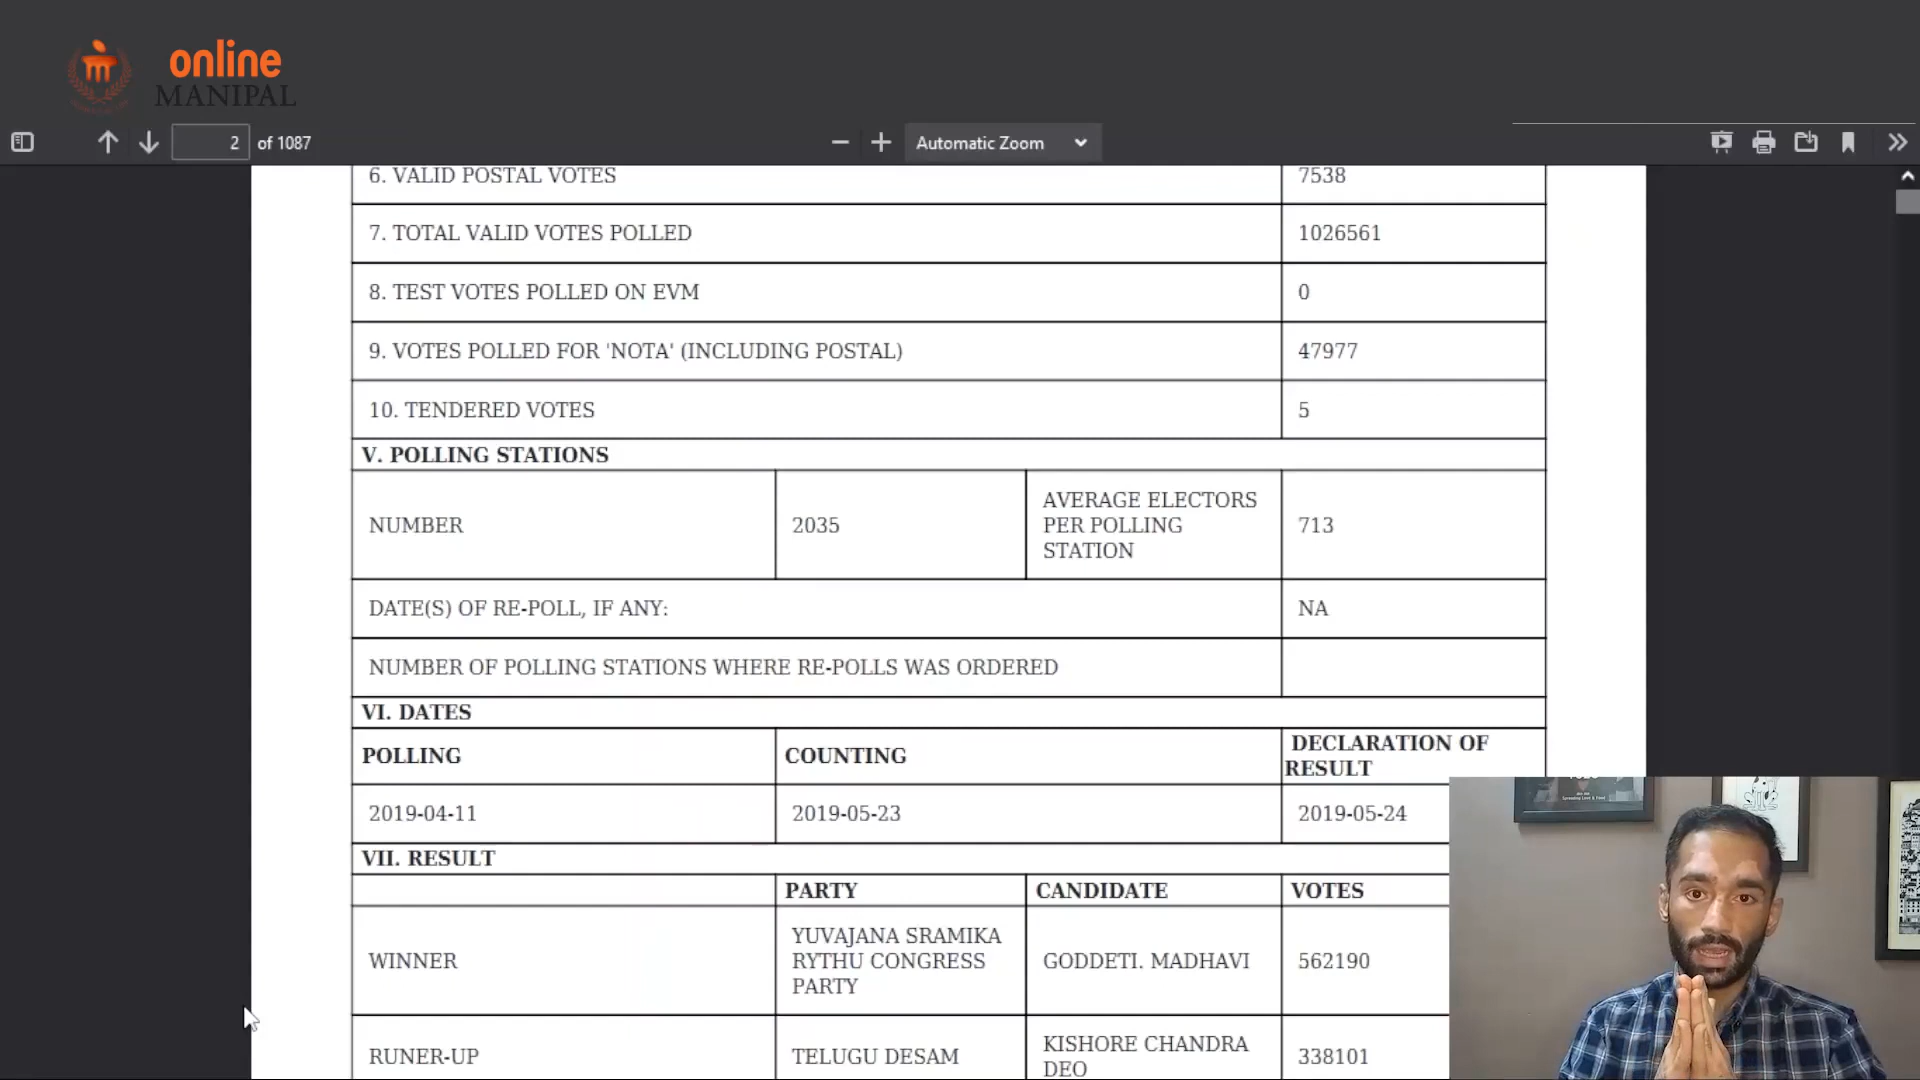 online
MANIPAL
2 of 1087
Automatic Zoom
6. VALID POSTAL VOTES 7538
7. TOTAL VALID VOTES POLLED 1026561
8. TEST VOTES POLLED ON EVM 0
9. VOTES POLLED FOR 'NOTA' (INCLUDING POSTAL) 47977
10. TENDERED VOTES 5
V. POLLING STATIONS
NUMBER 2035 AVERAGE ELECTORS PER POLLING STATION 713
DATE(S) OF RE-POLL, IF ANY: NA
NUMBER OF POLLING STATIONS WHERE RE-POLLS WAS ORDERED
VI. DATES
POLLING COUNTING DECLARATION OF RESULT
2019-04-11 2019-05-23 2019-05-24
VII. RESULT
PARTY CANDIDATE VOTES
WINNER YUVAJANA SRAMIKA RYTHU CONGRESS PARTY GODDETI. MADHAVI 562190
RUNER-UP TELUGU DESAM KISHORE CHANDRA DEO 338101